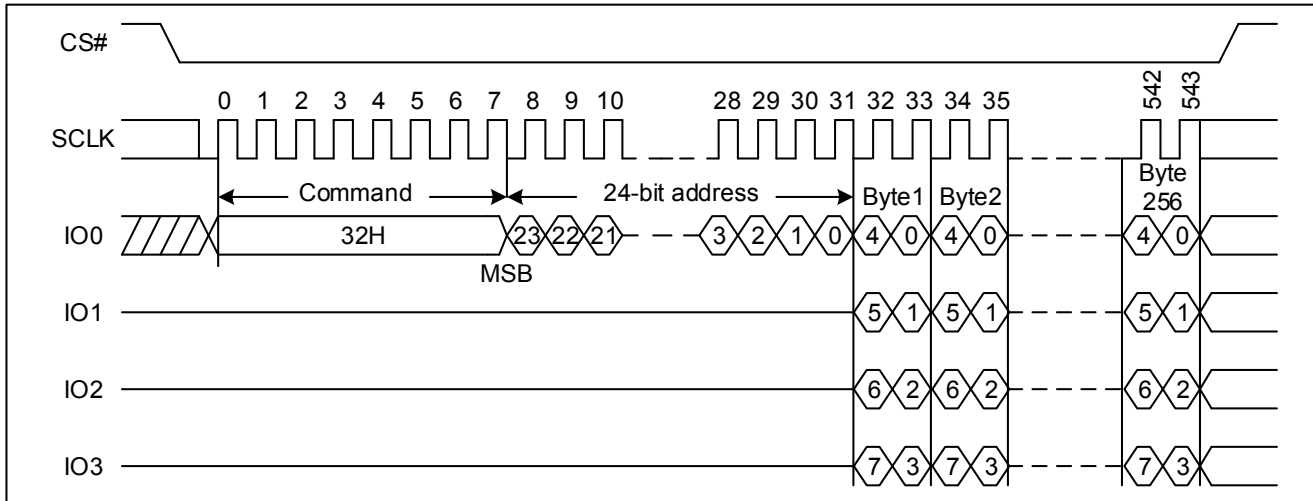 CS#
0 1 2 3 4 5 6 7 8 9 10 28 29 30 31 32 33 34 35 542 543
SCLK
Command 24-bit address Byte1 Byte2 Byte
256
IO0 32H 23 22 21 3 2 1 0 4 0 4 0 4 0
MSB
IO1 5 1 5 1 5 1
IO2 6 2 6 2 6 2
IO3 7 3 7 3 7 3